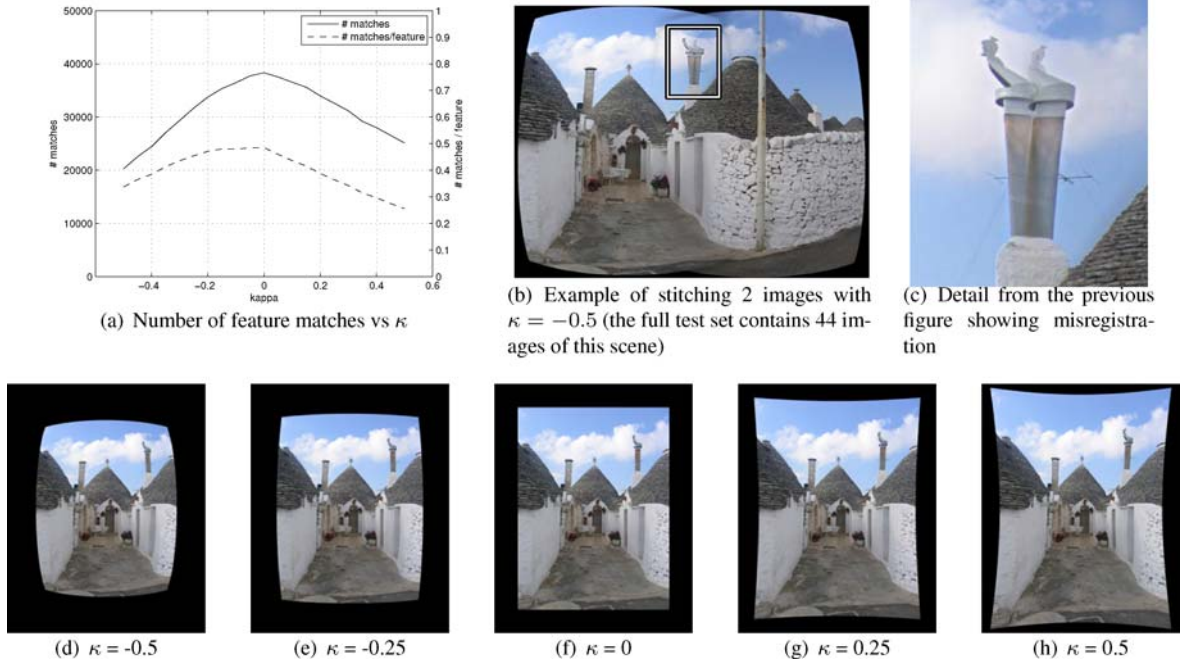 50000
40000
30000
20000
10000
0
# matches
−0.4
−0.2
0
0.2
0.4
0.6
kappa
1
0.9
0.8
0.7
0.6
0.5
0.4
0.3
0.2
0.1
0
# matches / feature
# matches
# matches/feature
(a) Number of feature matches vs κ
(b) Example of stitching 2 images with
κ = −0.5 (the full test set contains 44 im-
ages of this scene)
(c) Detail from the previous
figure showing misregistra-
tion
(d) κ = -0.5
(e) κ = -0.25
(f) κ = 0
(g) κ = 0.25
(h) κ = 0.5